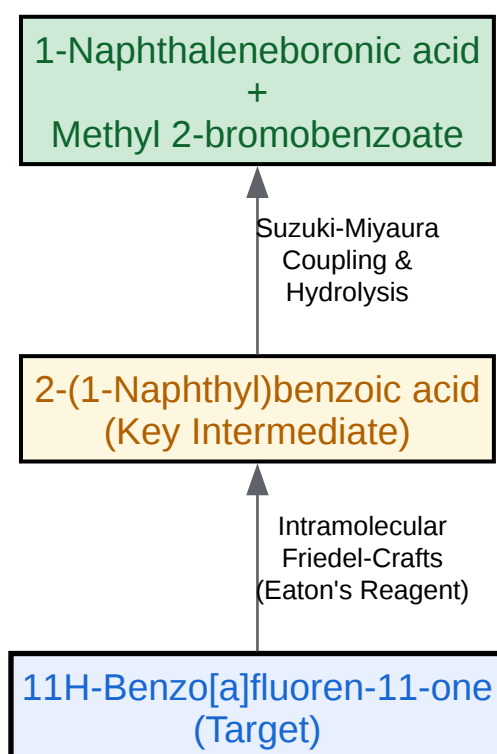 1-Naphthaleneboronic acid
+
Methyl 2-bromobenzoate
Suzuki-Miyaura
Coupling &
Hydrolysis
2-(1-Naphthyl)benzoic acid
(Key Intermediate)
Intramolecular
Friedel-Crafts
(Eaton's Reagent)
11H-Benzo[a]fluoren-11-one
(Target)